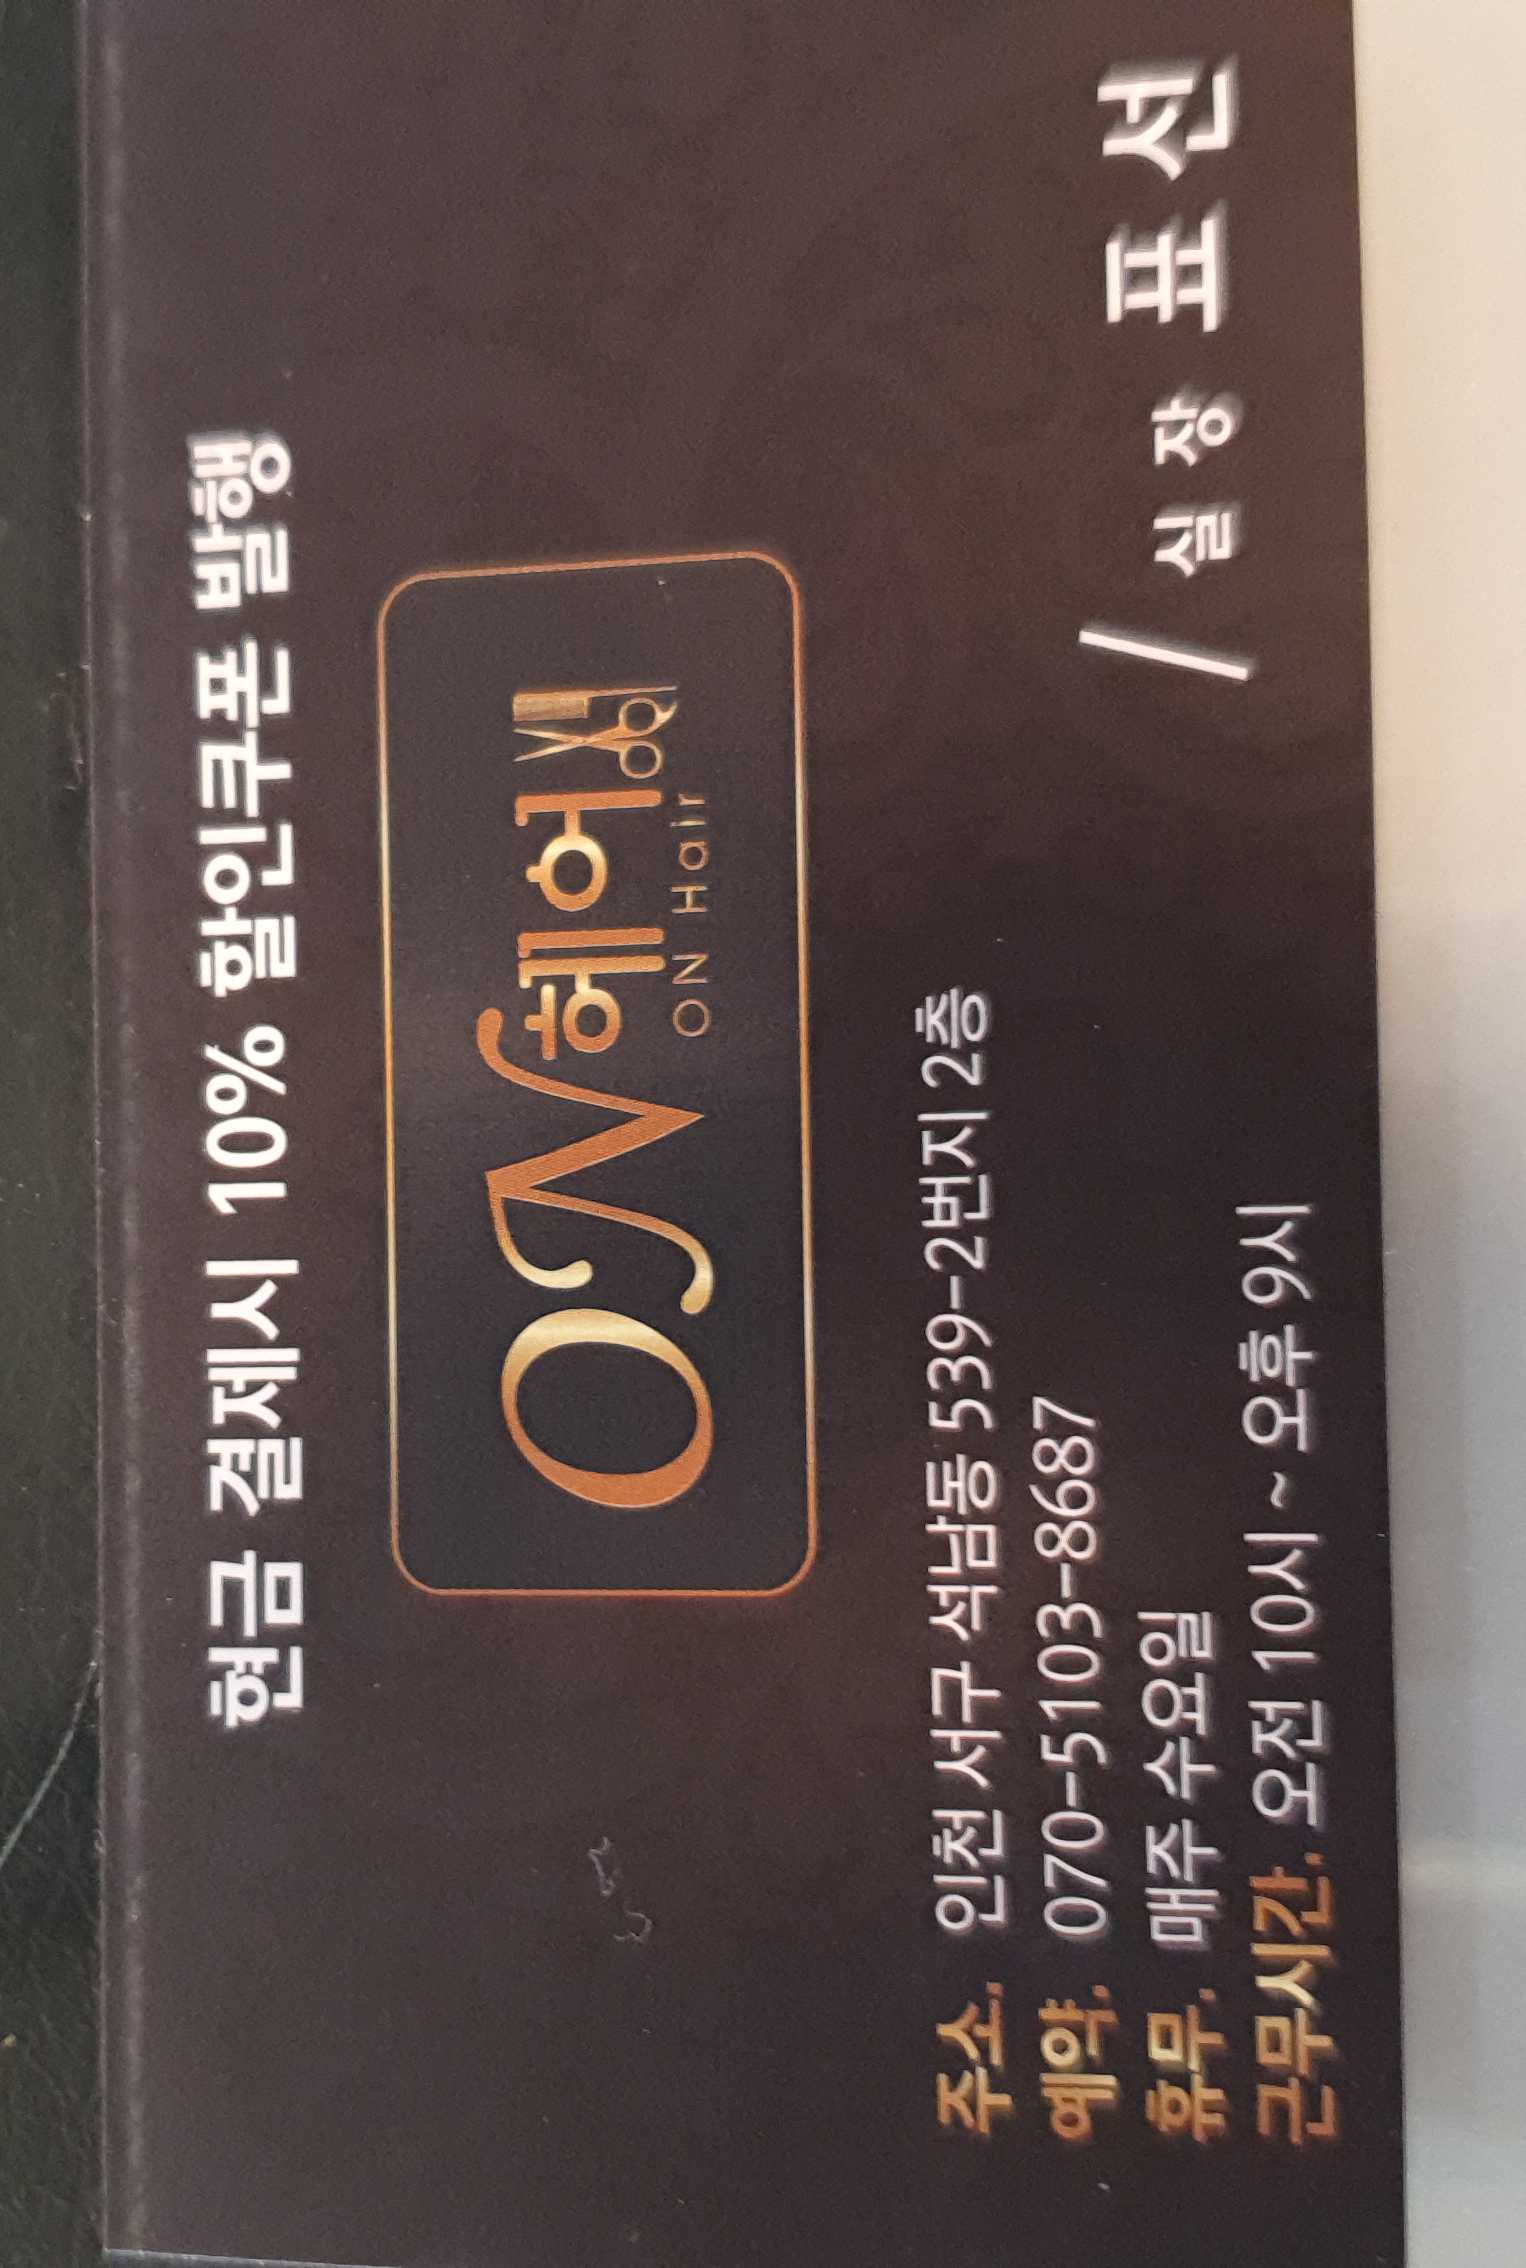 현금 결제시 10% 할인쿠폰 발행
ON헤어
ON Hair
주소. 인천 서구 석남동 539-2번지 2층
예약. 070-5103-8687
휴무. 매주 수요일
근무시간. 오전 10시 ~ 오후 9시
/ 실 장 표 선